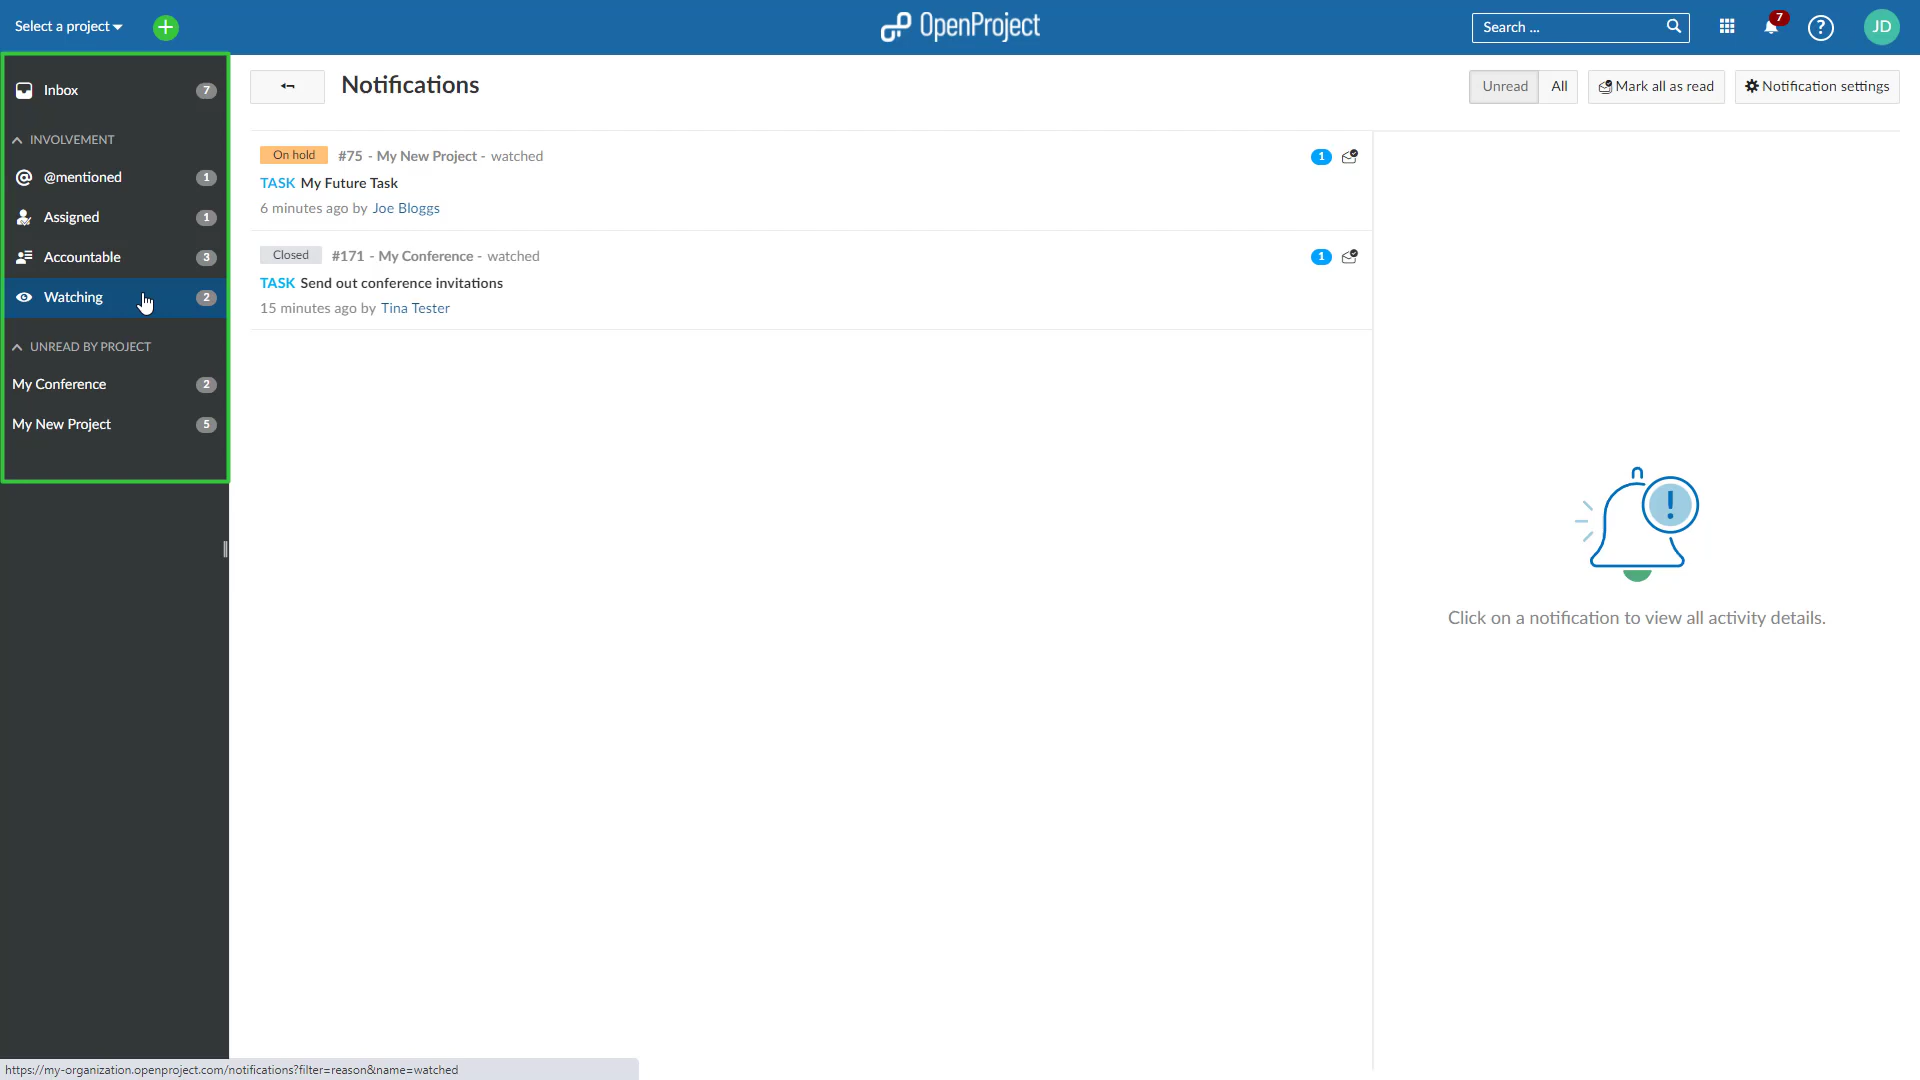 Select a project
OpenProject
Search ...
7
?
JD
Inbox 7
INVOLVEMENT
@mentioned 1
Assigned 1
Accountable 3
Watching 2
UNREAD BY PROJECT
My Conference 2
My New Project 5
Notifications
Unread All Mark all as read Notification settings
On hold #75 - My New Project - watched 1
TASK My Future Task
6 minutes ago by Joe Bloggs
Closed #171 - My Conference - watched 1
TASK Send out conference invitations
15 minutes ago by Tina Tester
!
Click on a notification to view all activity details.
https://my-organization.openproject.com/notifications?filter=reason&name=watched